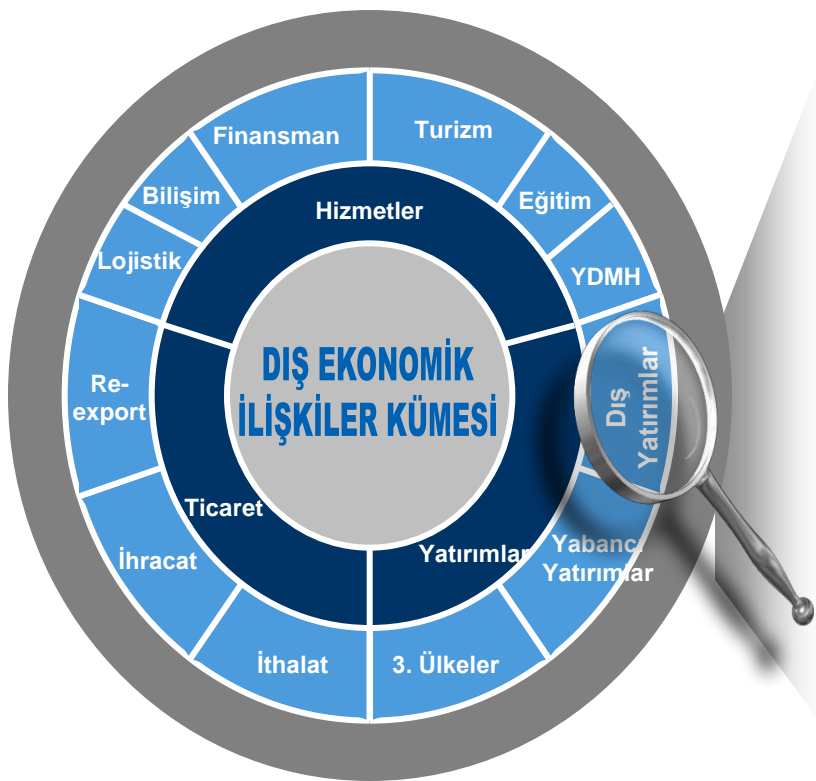 Finansman
Turizm
Bilişim
Eğitim
Hizmetler
Lojistik
YDMH
DIŞ EKONOMİK
İLİŞKİLER KÜMESİ
Re-
export
Dış
Yatırımlar
Ticaret
İhracat
Yatırımlar
Yabancı
Yatırımlar
İthalat
3. Ülkeler